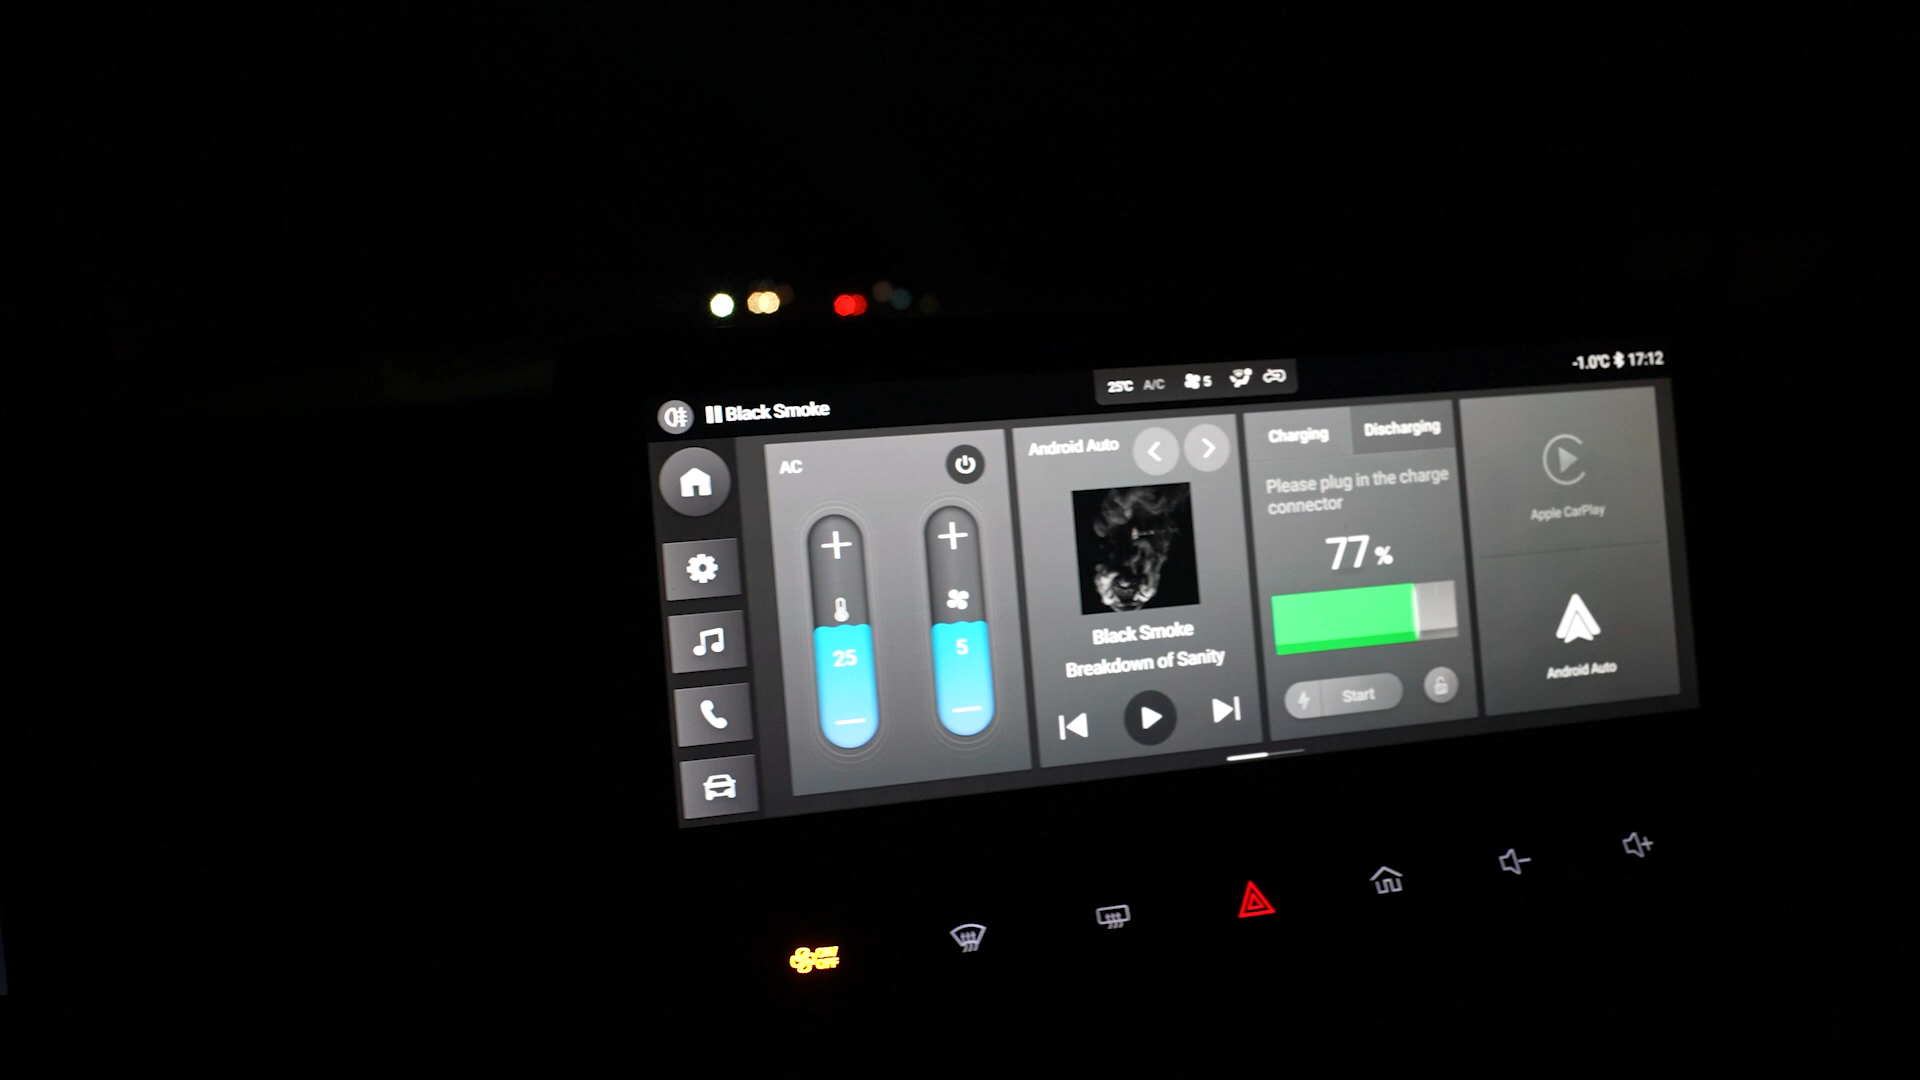 -1.0°C 17:12
25°C A/C 5
Black Smoke
AC
25
5
Android Auto
Black Smoke
Breakdown of Sanity
Charging
Discharging
Please plug in the charge
connector
77%
Start
Apple CarPlay
Android Auto